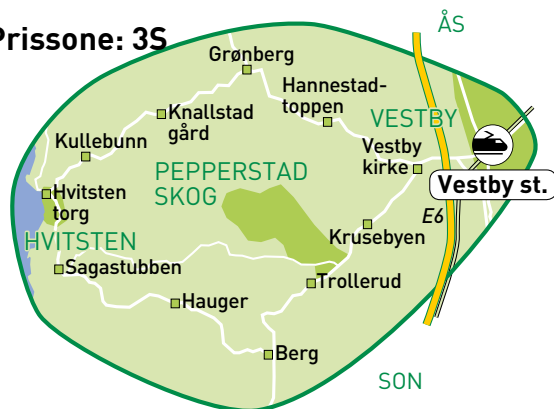 Prissone: 3S
ÅS
Grønberg
Hannestad-
toppen
Knallstad
gård
VESTBY
Kullebunn
Vestby
kirke
PEPPERSTAD
SKOG
Vestby st.
Hvitsten
torg
E6
Krusebyen
HVITSTEN
Sagastubben
Trollerud
Hauger
Berg
SON